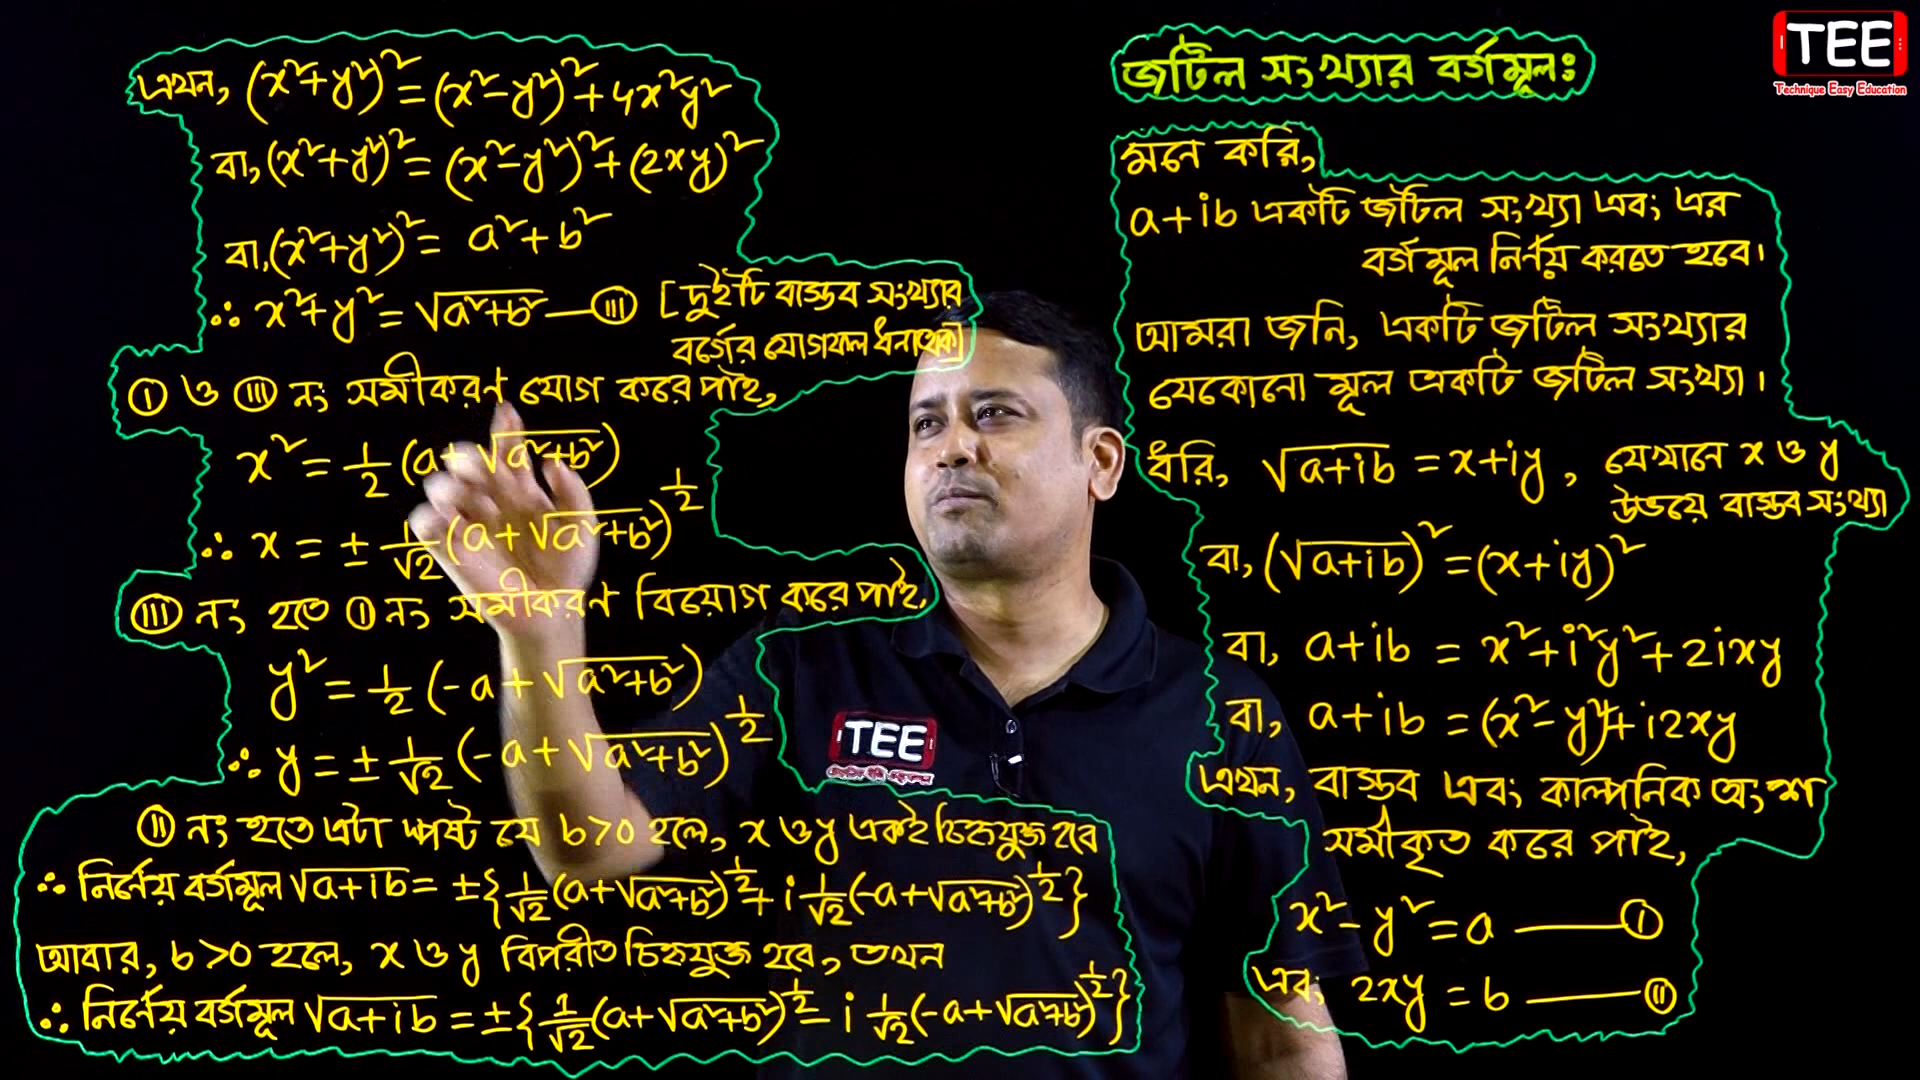 TEE
Technique Easy Education
জটিল সংখ্যার বর্গমূলঃ
মনে করি,
a+ib একটি জটিল সংখ্যা এবং এর
বর্গমূল নির্ণয় করতে হবে।
আমরা জনি, একটি জটিল সংখ্যার
যেকোনো মূল একটি জটিল সংখ্যা।
ধরি, √(a+ib) = x+iy, যেখানে x ও y
উভয়ে বাস্তব সংখ্যা
বা, (√(a+ib))² = (x+iy)²
বা, a+ib = x²+i²y²+2ixy
বা, a+ib = (x²-y²)+i2xy
এখন, বাস্তব এবং কাল্পনিক অংশ
সমীকৃত করে পাই,
x²-y² = a —— (I)
এবং 2xy = b —— (II)
এখন, (x²+y²)² = (x²-y²)²+4x²y²
বা, (x²+y²)² = (x²-y²)²+(2xy)²
বা, (x²+y²)² = a²+b²
∴ x²+y² = √(a²+b²) — (III) [দুইটি বাস্তব সংখ্যার
বর্গের যোগফল ধনাত্মক]
(I) ও (III) নং সমীকরণ যোগ করে পাই,
x² = 1/2 (a+√(a²+b²))
∴ x = ± 1/√2 (a+√(a²+b²))^1/2
(III) নং হতে (I) নং সমীকরণ বিয়োগ করে পাই,
y² = 1/2 (-a+√(a²+b²))
∴ y = ± 1/√2 (-a+√(a²+b²))^1/2
(II) নং হতে এটা স্পষ্ট যে b>0 হলে, x ও y একই চিহ্নযুক্ত হবে
∴ নির্ণেয় বর্গমূল √(a+ib) = ±{1/√2 (a+√(a²+b²))^1/2 + i 1/√2 (-a+√(a²+b²))^1/2}
আবার, b>0 হলে, x ও y বিপরীত চিহ্নযুক্ত হবে, তখন
∴ নির্ণেয় বর্গমূল √(a+ib) = ±{1/√2 (a+√(a²+b²))^1/2 - i 1/√2 (-a+√(a²+b²))^1/2}
TEE